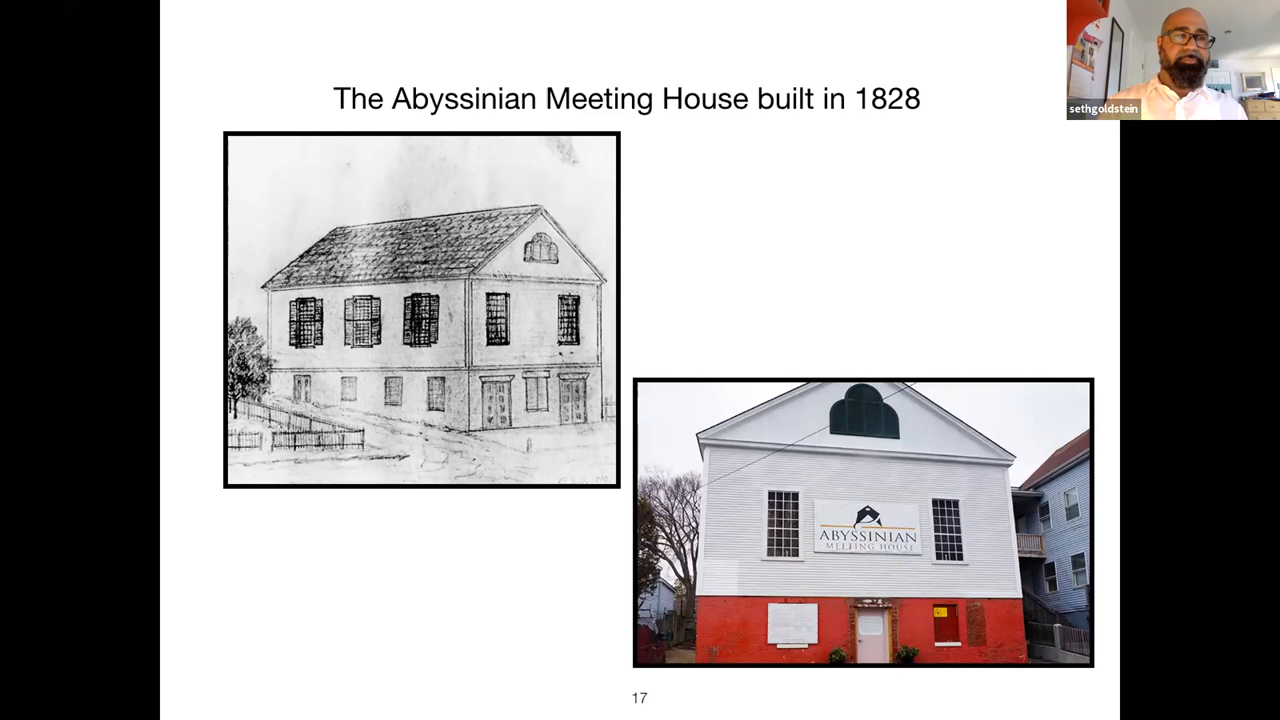 sethgoldstein
The Abyssinian Meeting House built in 1828
ABYSSINIAN
MEETING HOUSE
17